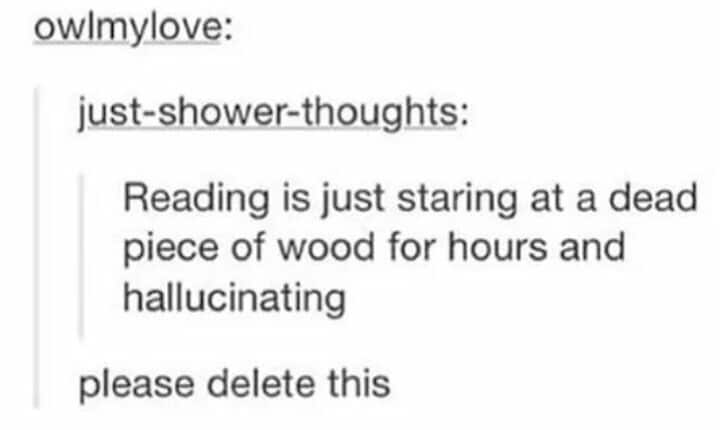 owlmylove:
just-shower-thoughts:
Reading is just staring at a dead
piece of wood for hours and
hallucinating
please delete this